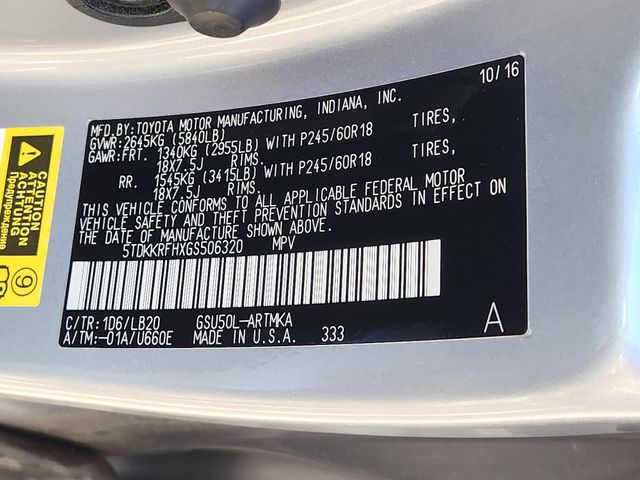 10/16
MFD.BY:TOYOTA MOTOR MANUFACTURING, INDIANA, INC.
GVWR:2645KG (5840LB)
GAWR:FRT. 1340KG (2955LB) WITH P245/60R18 TIRES,
18X7.5J RIMS.
RR. 1545KG (3415LB) WITH P245/60R18 TIRES,
18X7.5J RIMS.
THIS VEHICLE CONFORMS TO ALL APPLICABLE FEDERAL MOTOR
VEHICLE SAFETY AND THEFT PREVENTION STANDARDS IN EFFECT ON
THE DATE OF MANUFACTURE SHOWN ABOVE.
5TDKKRFHXGS506320 MPV
C/TR:1D6/LB20 GSU50L-ARTMKA
A/TM:-01A/U660E MADE IN U.S.A. 333
A
CAUTION
ATTENTION
ACHTUNG
Предупреждение
9